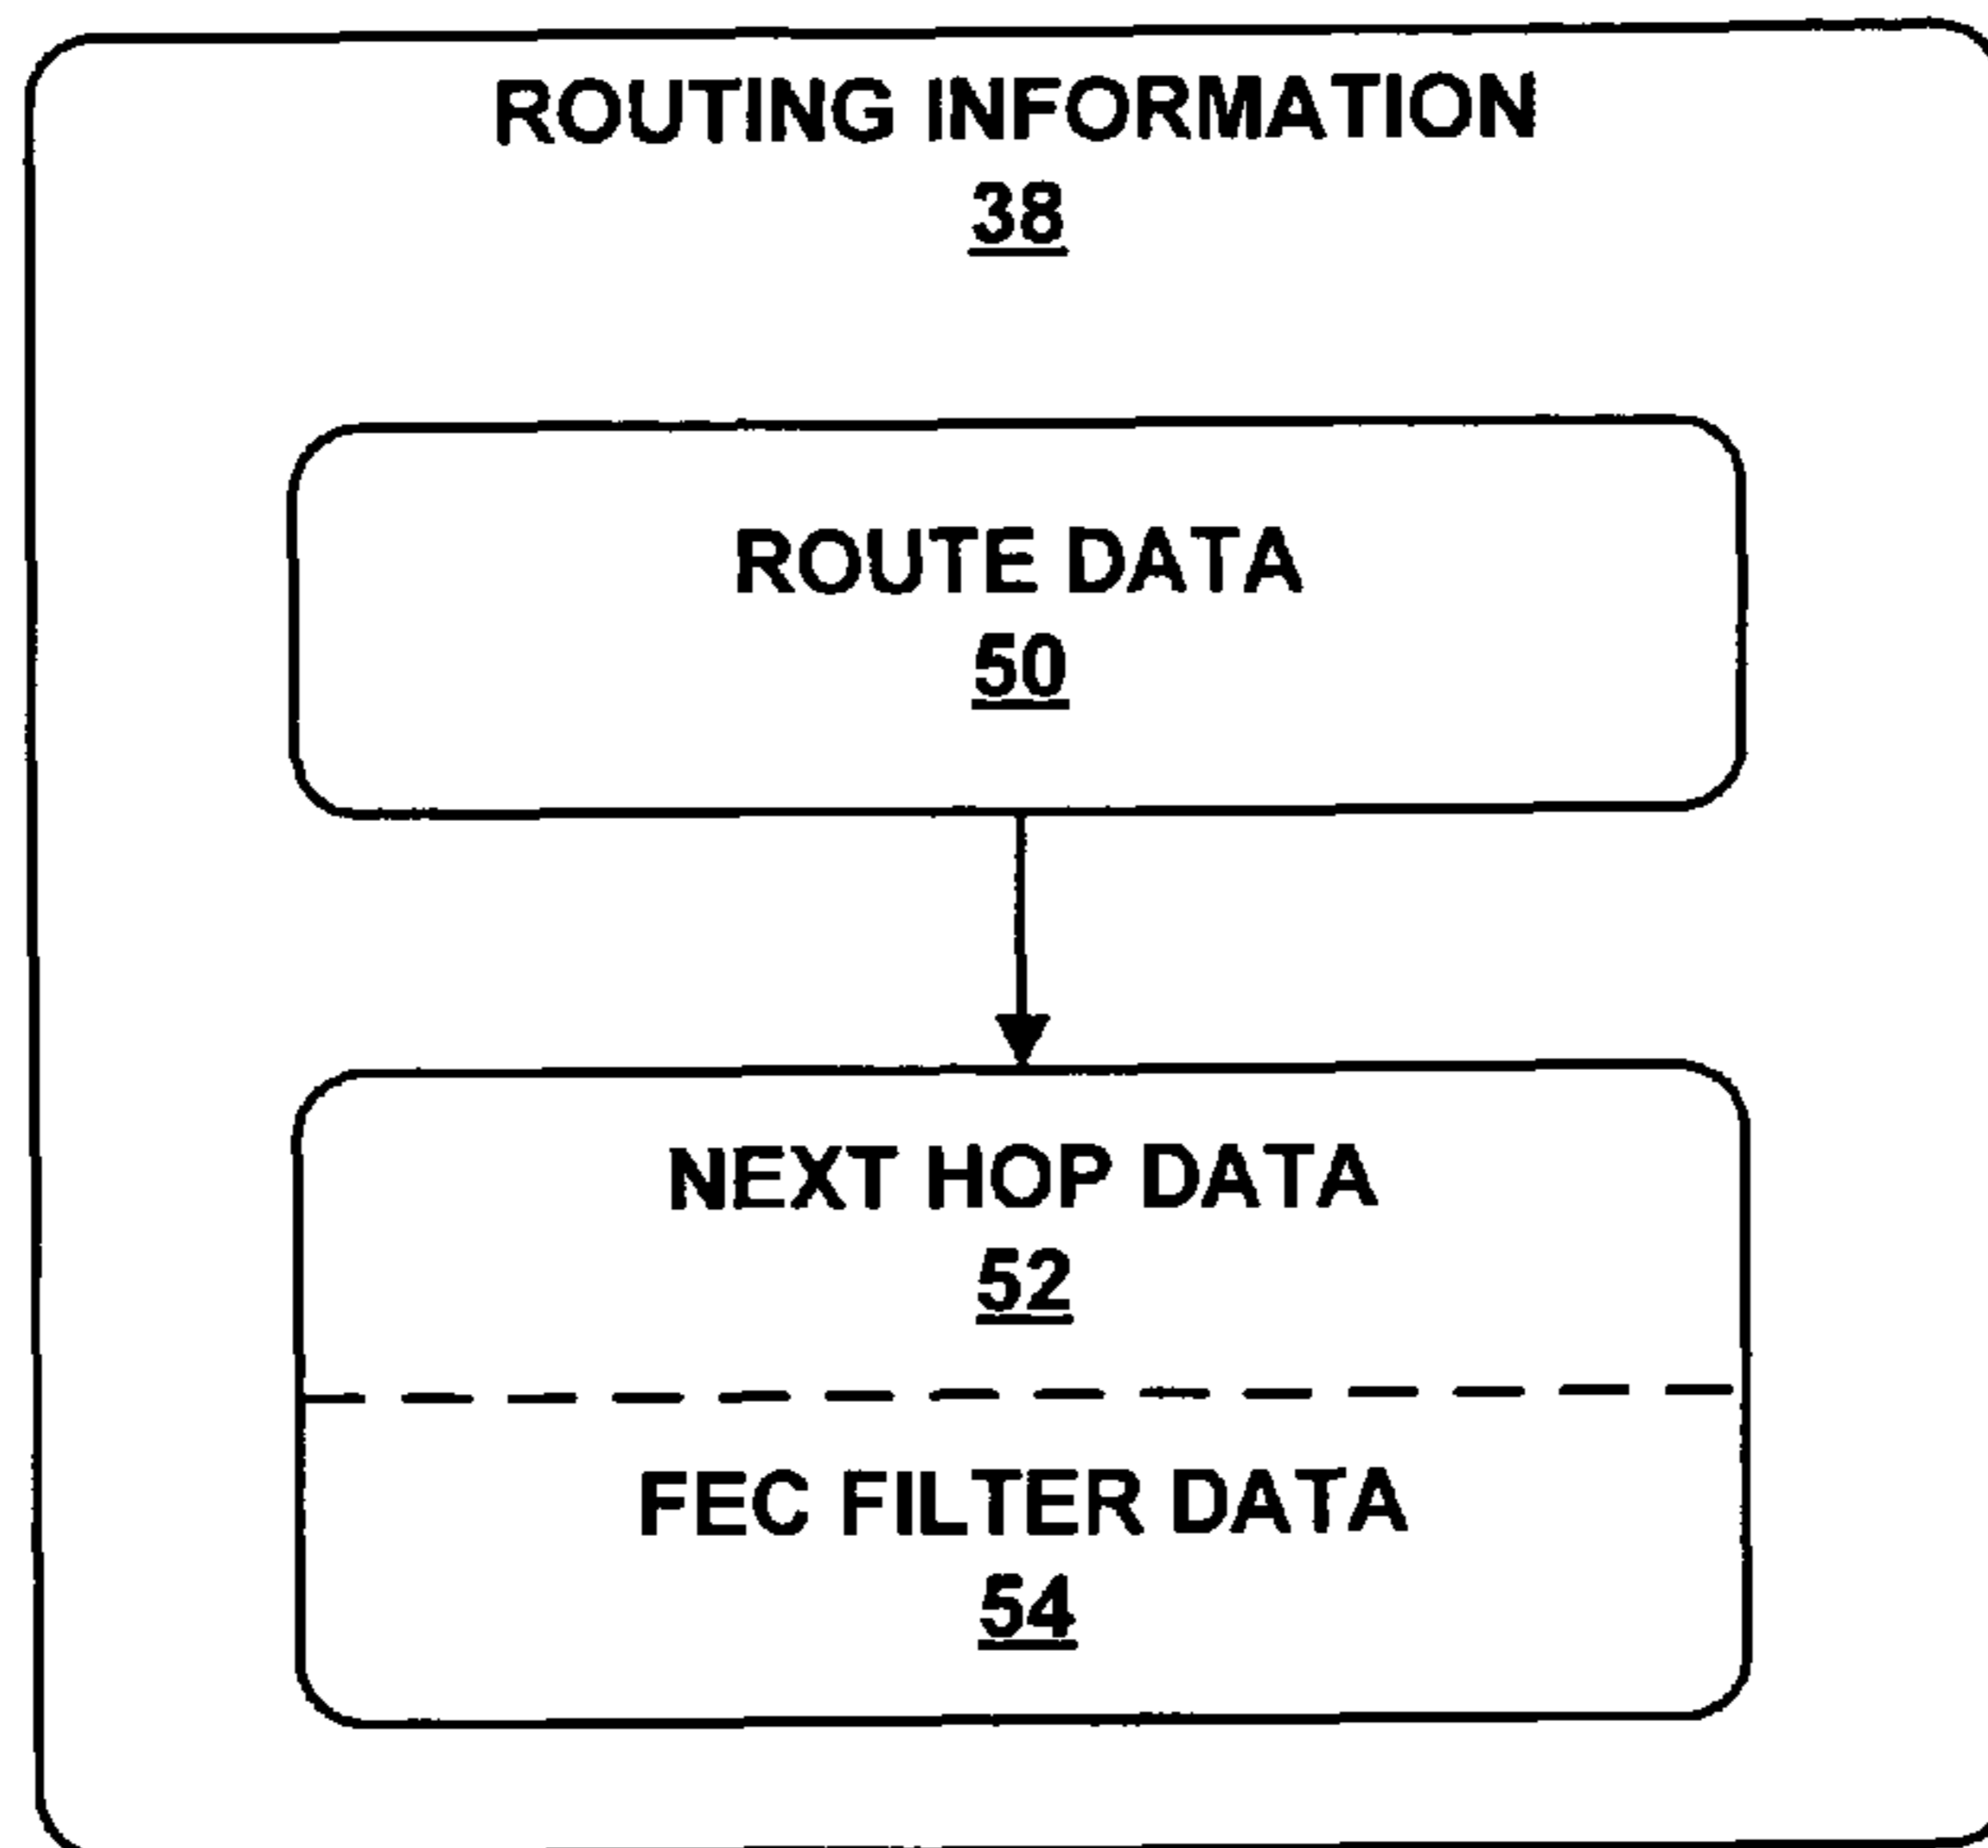 ROUTING INFORMATION
38
ROUTE DATA
50
NEXT HOP DATA
52
FEC FILTER DATA
54